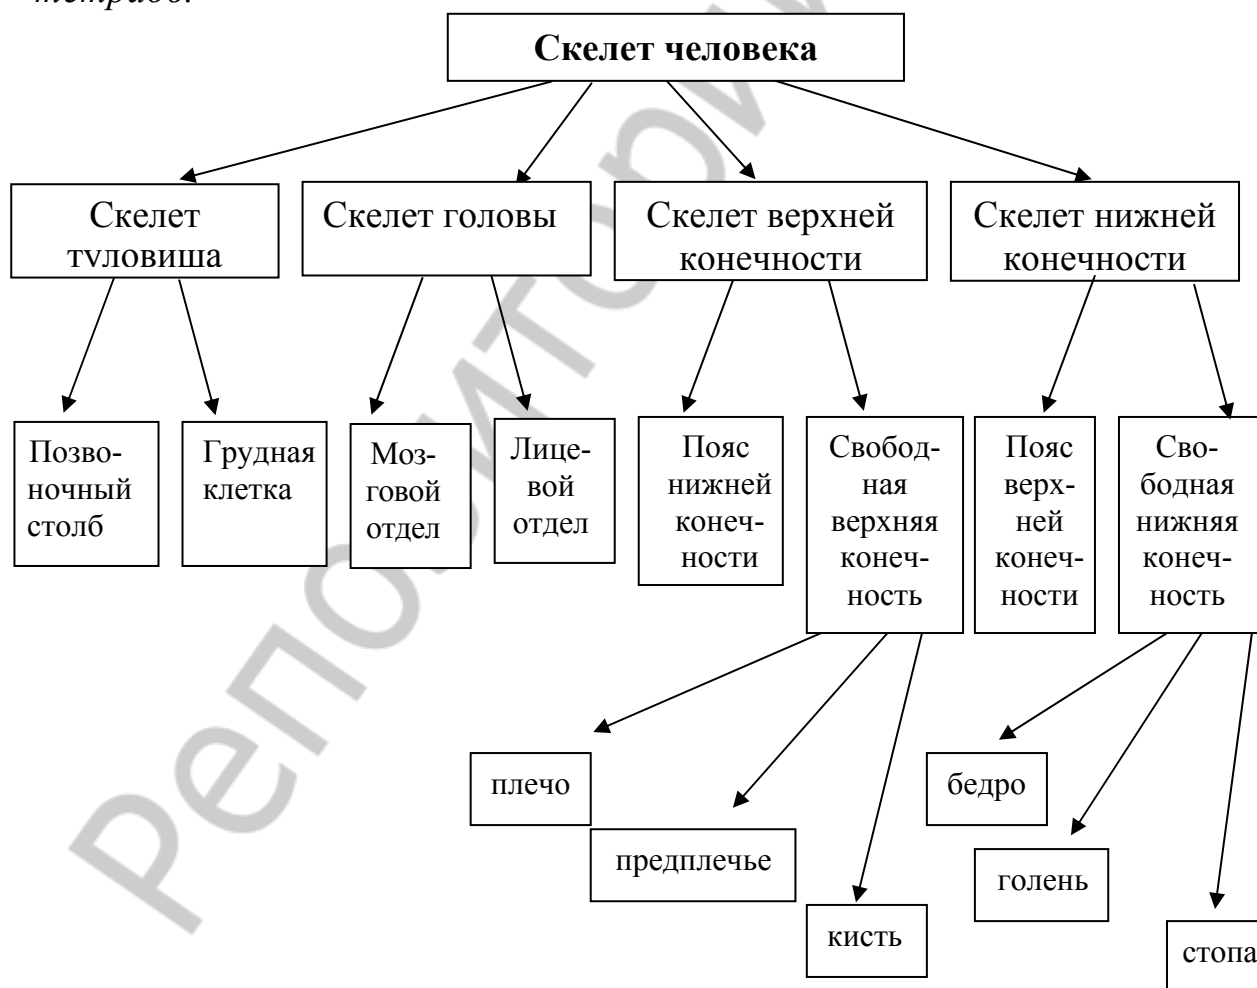 тетрадь.
Скелет человека
Скелет
туловища
Скелет головы
Скелет верхней
конечности
Скелет нижней
конечности
Позво-
ночный
столб
Грудная
клетка
Моз-
говой
отдел
Лице-
вой
отдел
Пояс
нижней
конеч-
ности
Свобод-
ная
верхняя
конеч-
ность
Пояс
верх-
ней
конеч-
ности
Сво-
бодная
нижняя
конеч-
ность
плечо
предплечье
кисть
бедро
голень
стопа